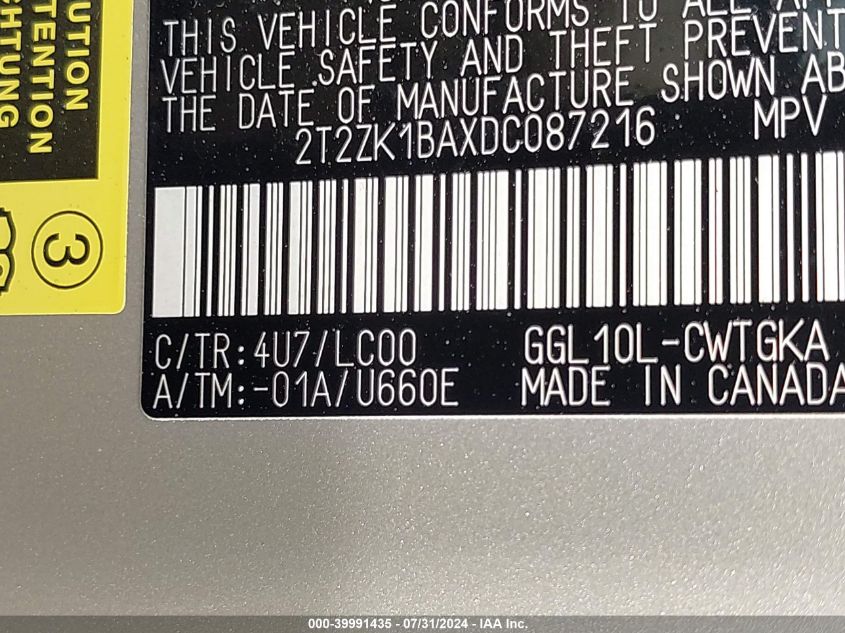 THIS VEHICLE CONFORMS TO ALL
VEHICLE SAFETY AND THEFT PREVENT
THE DATE OF MANUFACTURE SHOWN AB
2T2ZK1BAXDC087216 MPV
C/TR:4U7/LC00 GGL10L-CWTGKA
A/TM:-01A/U660E MADE IN CANADA
UTION
TENTION
CHTUNG
3
000-39991435 - 07/31/2024 - IAA Inc.